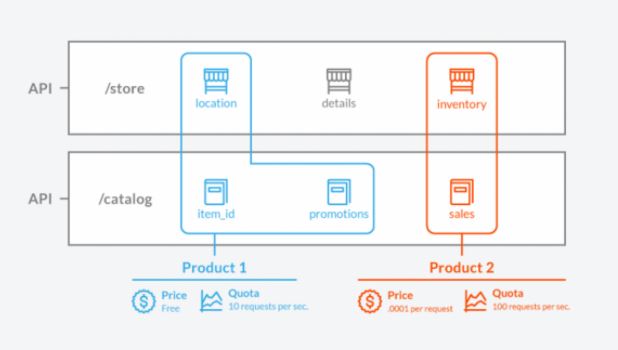 API
/store
location
details
inventory
API
/catalog
item_id
promotions
sales
Product 1
Price
Free
Quota
10 requests per sec.
Product 2
Price
.0001 per request
Quota
100 requests per sec.